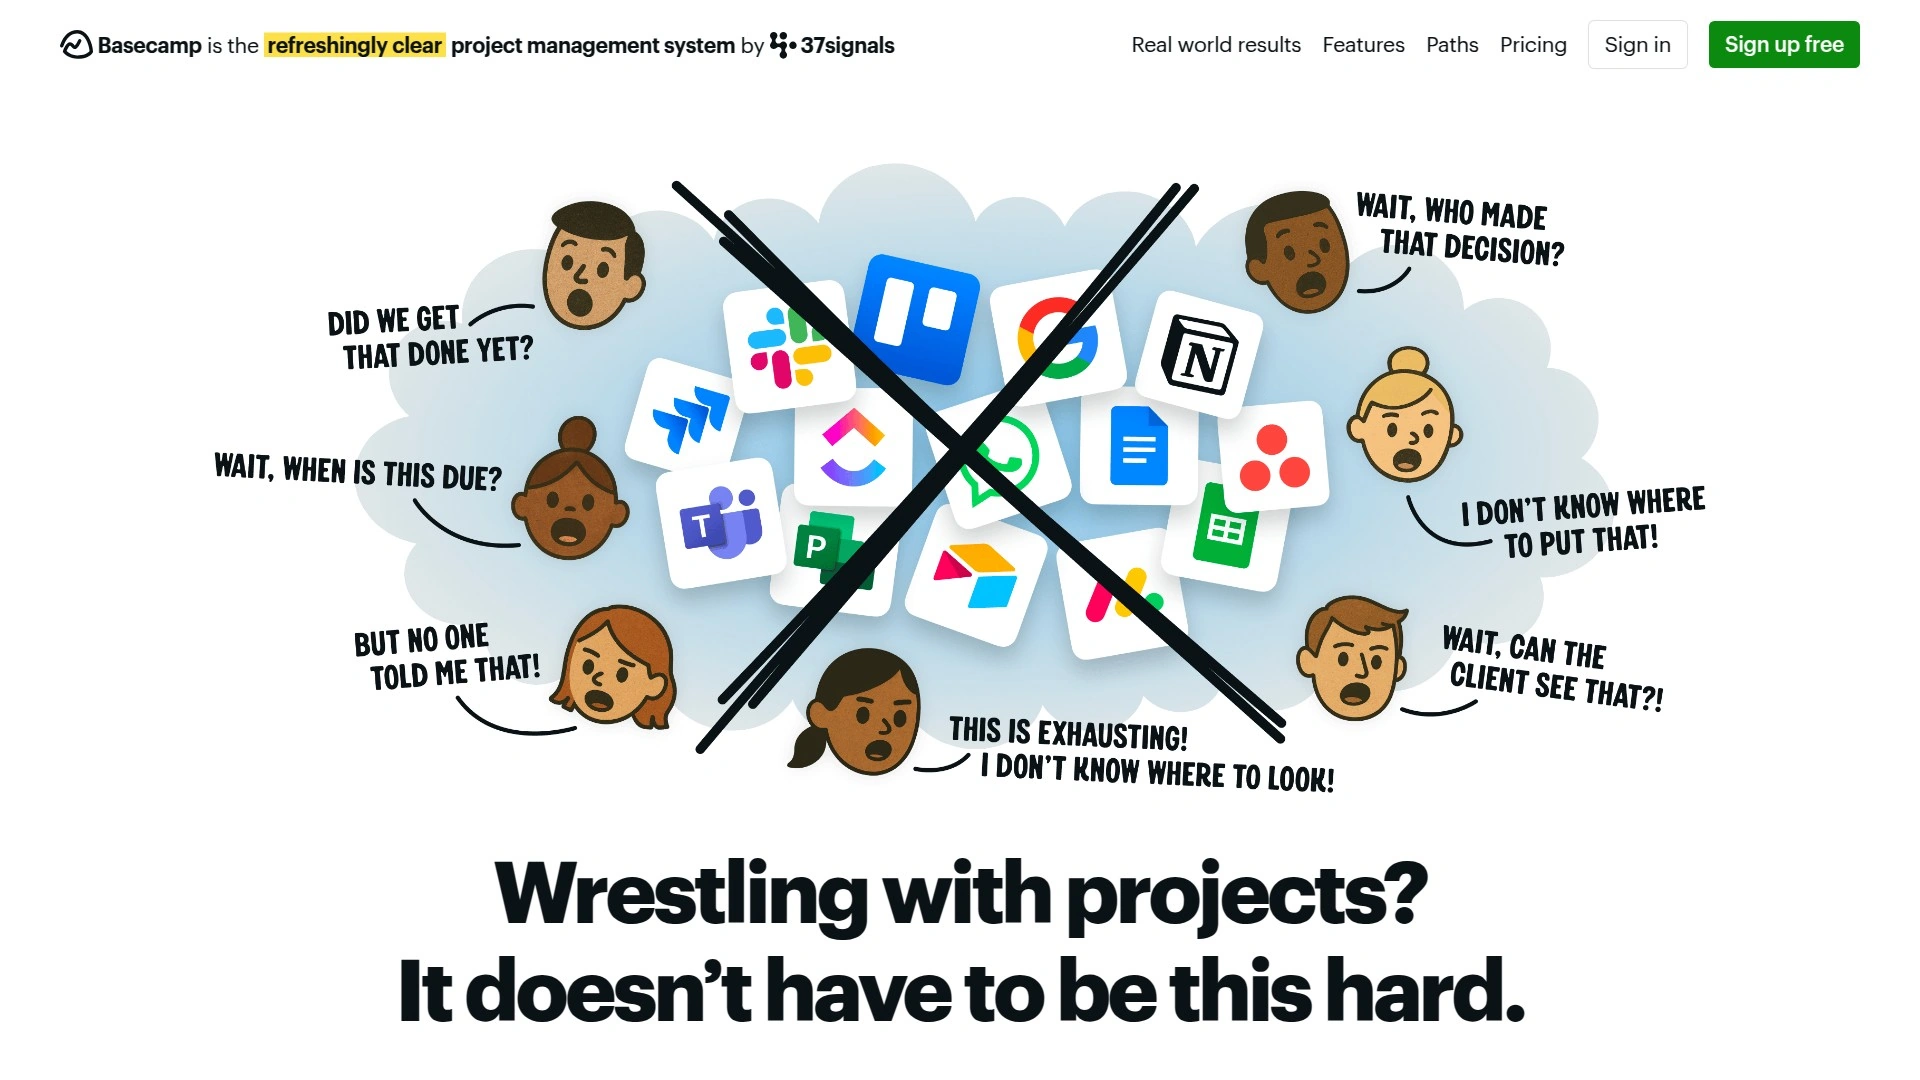 Basecamp is the refreshingly clear project management system by 37signals
Real world results
Features
Paths
Pricing
Sign in
Sign up free
WAIT, WHO MADE
THAT DECISION?
DID WE GET
THAT DONE YET?
N
WAIT, WHEN IS THIS DUE?
I DON’T KNOW WHERE
TO PUT THAT!
T
P
BUT NO ONE
TOLD ME THAT!
WAIT, CAN THE
CLIENT SEE THAT?!
THIS IS EXHAUSTING!
I DON’T KNOW WHERE TO LOOK!
Wrestling with projects?
It doesn’t have to be this hard.